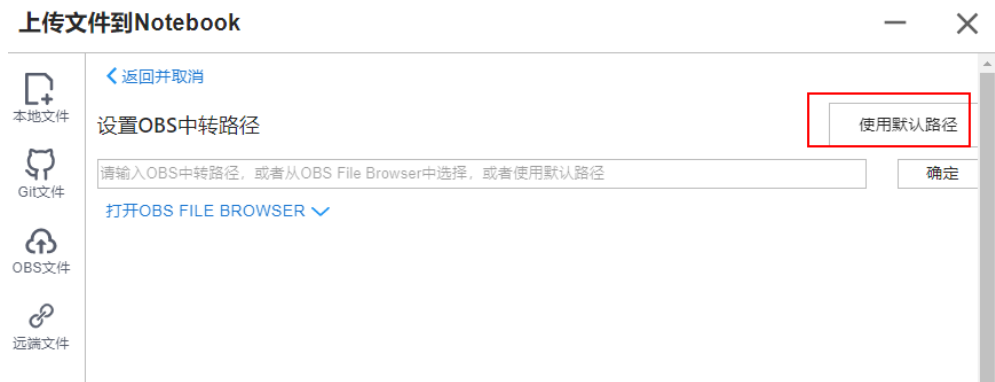 上传文件到Notebook
返回并取消
本地文件
设置OBS中转路径
使用默认路径
请输入OBS中转路径，或者从OBS File Browser中选择，或者使用默认路径
确定
Git文件
打开OBS FILE BROWSER
OBS文件
远端文件